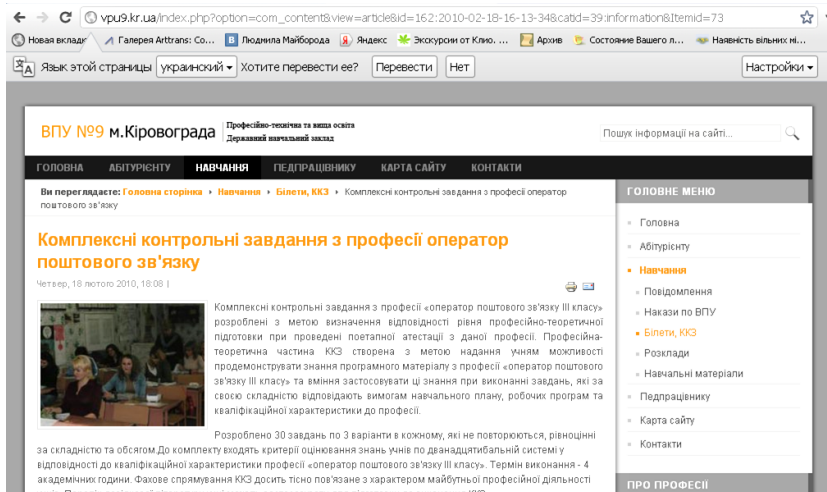 vpu9.kr.ua/index.php?option=com_content&view=article&id=162:2010-02-18-16-13-34&catid=39:information&Itemid=73
Новая вкладк Галерея Arttrans: Co... Людмила Майборода Яндекс Экскурсии от Клио. ... Архив Состояние Вашего л... Наявність вільних мі...
Язык этой страницы украинский Хотите перевести ее? Перевести Нет Настройки
ВПУ №9 м.Кіровограда
Професійно-технічна та вища освіта
Державний навчальний заклад
Пошук інформації на сайті...
ГОЛОВНА АБІТУРІЄНТУ НАВЧАННЯ ПЕДПРАЦІВНИКУ КАРТА САЙТУ КОНТАКТИ
Ви переглядаєте: Головна сторінка Навчання Білети, ККЗ Комплексні контрольні завдання з професії оператор
поштового зв'язку
Комплексні контрольні завдання з професії оператор
поштового зв'язку
Четвер, 18 лютого 2010, 18:08 |
Комплексні контрольні завдання з професії «оператор поштового зв'язку III класу»
розроблені з метою визначення відповідності рівня професійно-теоретичної
підготовки при проведені поетапної атестації з даної професії. Професійна-
теоретична частина ККЗ створена з метою надання учням можливості
продемонструвати знання програмного матеріалу з професії «оператор поштового
зв'язку III класу» та вміння застосовувати ці знання при виконанні завдань, які за
своєю складністю відповідають вимогам навчального плану, робочих програм та
кваліфікаційної характеристики до професії.
Розроблено 30 завдань по 3 варіанти в кожному, які не повторюються, рівноцінні
за складністю та обсягом.До комплекту входять критерії оцінювання знань учнів по дванадцятибальній системі у
відповідності до кваліфікаційної характеристики професії «оператор поштового зв'язку III класу». Термін виконання - 4
академічних години. Фахове спрямування ККЗ досить тісно пов'язане з характером майбутньої професійної діяльності
ГОЛОВНЕ МЕНЮ
Головна
Абітурієнту
Навчання
Повідомлення
Накази по ВПУ
Білети, ККЗ
Розклади
Навчальні матеріали
Педпрацівнику
Карта сайту
Контакти
ПРО ПРОФЕСІЇ